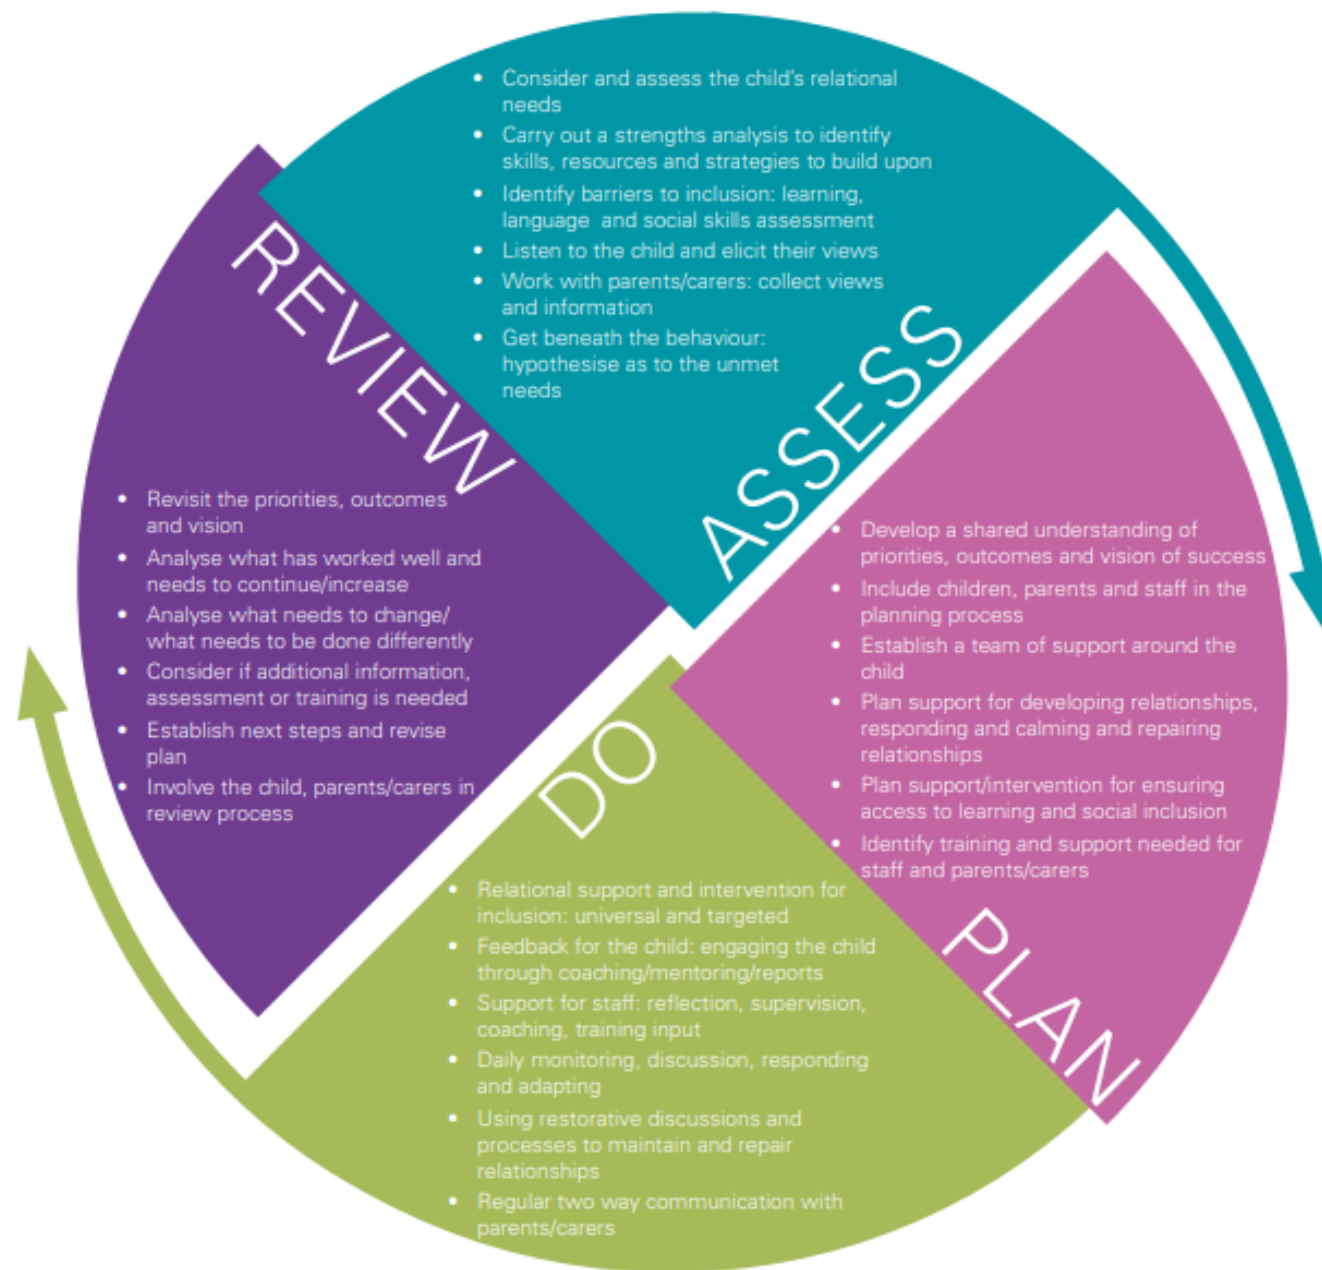 • Consider and assess the child's relational
needs
• Carry out a strengths analysis to identify
skills, resources and strategies to build upon
• Identify barriers to inclusion: learning,
language and social skills assessment
• Listen to the child and elicit their views
• Work with parents/carers: collect views
and information
• Get beneath the behaviour:
hypothesise as to the unmet
needs
ASSESS
• Develop a shared understanding of
priorities, outcomes and vision of success
• Include children, parents and staff in the
planning process
• Establish a team of support around the
child
• Plan support for developing relationships,
responding and calming and repairing
relationships
• Plan support/intervention for ensuring
access to learning and social inclusion
• Identify training and support needed for
staff and parents/carers
PLAN
DO
• Relational support and intervention for
inclusion: universal and targeted
• Feedback for the child: engaging the child
through coaching/mentoring/reports
• Support for staff: reflection, supervision,
coaching, training input
• Daily monitoring, discussion, responding
and adapting
• Using restorative discussions and
processes to maintain and repair
relationships
• Regular two way communication with
parents/carers
REVIEW
• Revisit the priorities, outcomes
and vision
• Analyse what has worked well and
needs to continue/increase
• Analyse what needs to change/
what needs to be done differently
• Consider if additional information,
assessment or training is needed
• Establish next steps and revise
plan
• Involve the child, parents/carers in
review process